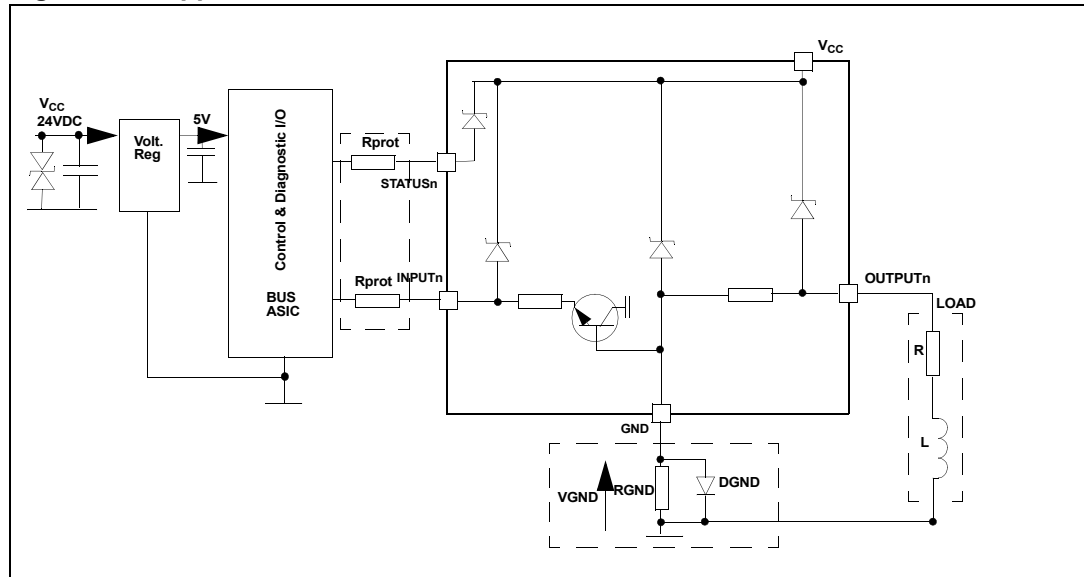 VCC
VCC
24VDC
5V
Volt.
Reg
Control & Diagnostic I/O
Rprot
STATUSn
Rprot
INPUTn
BUS
ASIC
OUTPUTn
LOAD
R
L
GND
VGND
RGND
DGND